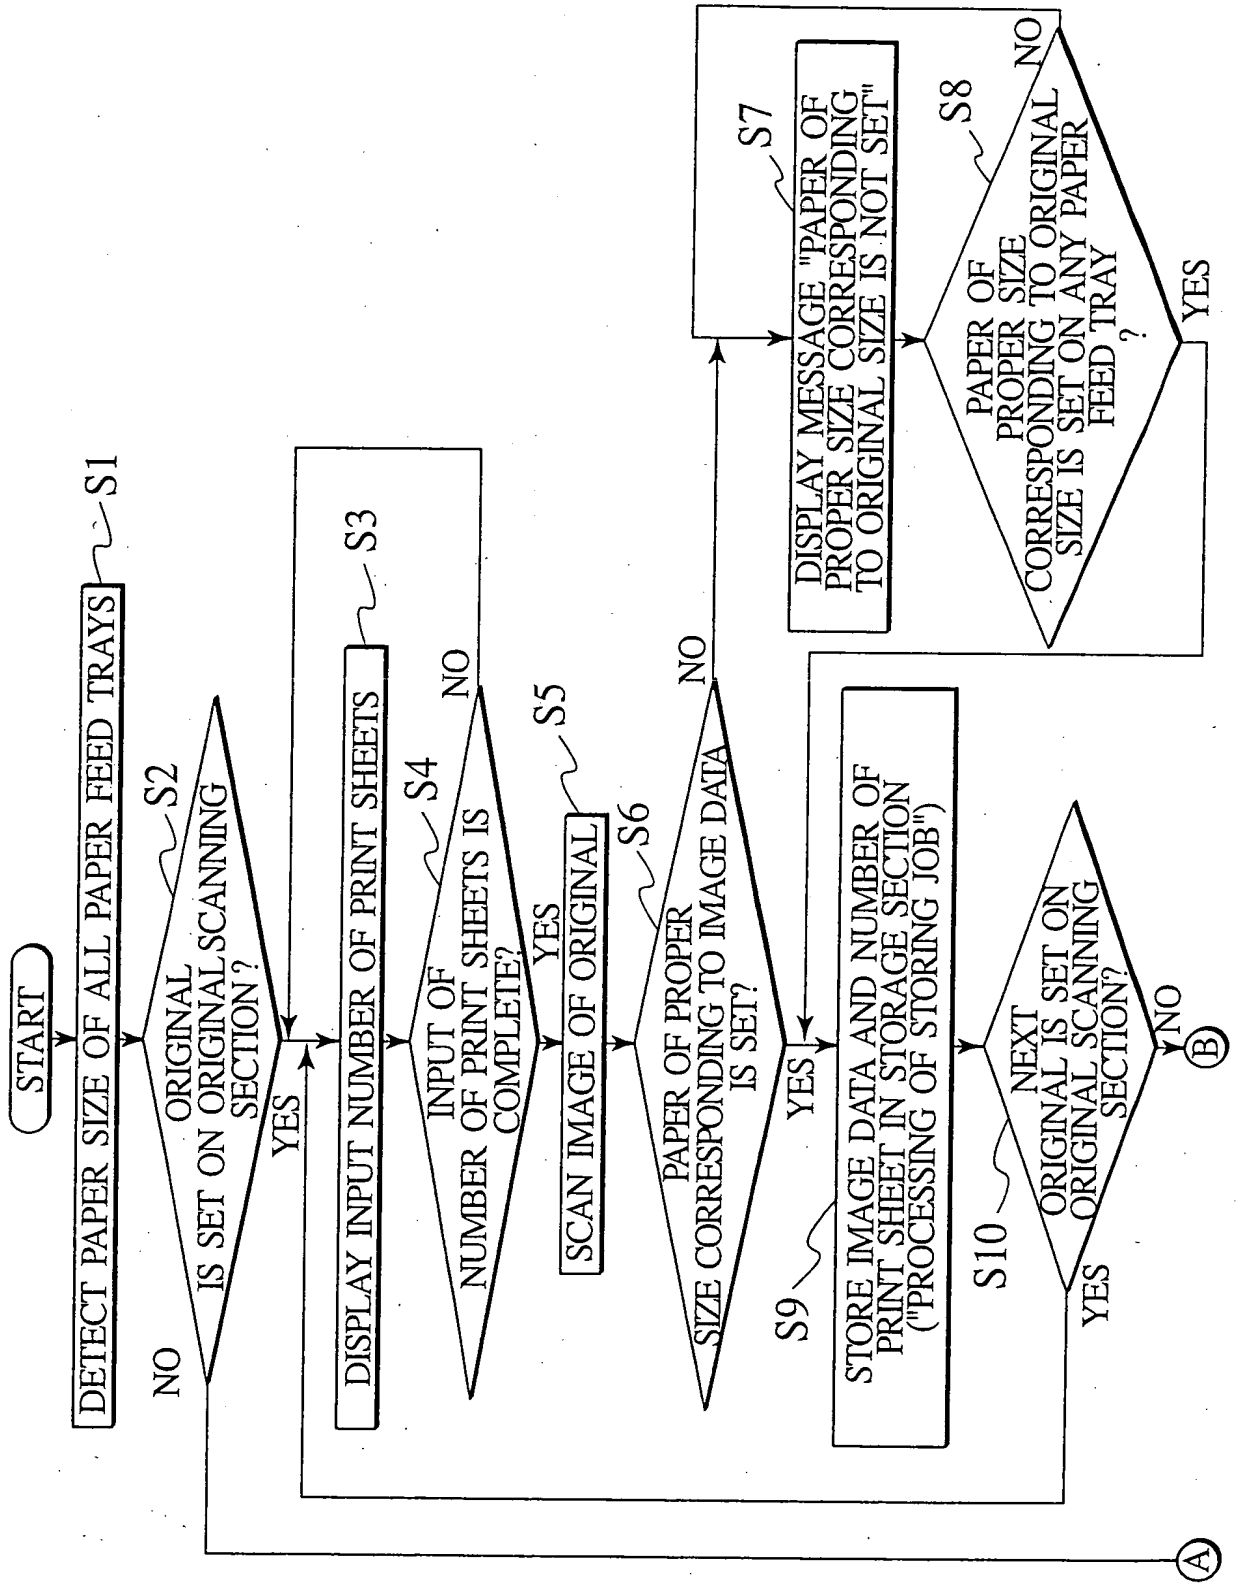 START
DETECT PAPER SIZE OF ALL PAPER FEED TRAYS
S1
S2
ORIGINAL
IS SET ON ORIGINAL SCANNING
SECTION ?
NO
YES
S3
DISPLAY INPUT NUMBER OF PRINT SHEETS
S4
INPUT OF
NUMBER OF PRINT SHEETS IS
COMPLETE?
NO
YES
S5
SCAN IMAGE OF ORIGINAL
S6
PAPER OF PROPER
SIZE CORRESPONDING TO IMAGE DATA
IS SET?
NO
YES
S7
DISPLAY MESSAGE "PAPER OF
PROPER SIZE CORRESPONDING
TO ORIGINAL SIZE IS NOT SET"
S8
PAPER OF
PROPER SIZE
CORRESPONDING TO ORIGINAL
SIZE IS SET ON ANY PAPER
FEED TRAY
?
NO
YES
S9
STORE IMAGE DATA AND NUMBER OF
PRINT SHEET IN STORAGE SECTION
("PROCESSING OF STORING JOB")
S10
NEXT
ORIGINAL IS SET ON
ORIGINAL SCANNING
SECTION?
YES
NO
A
B